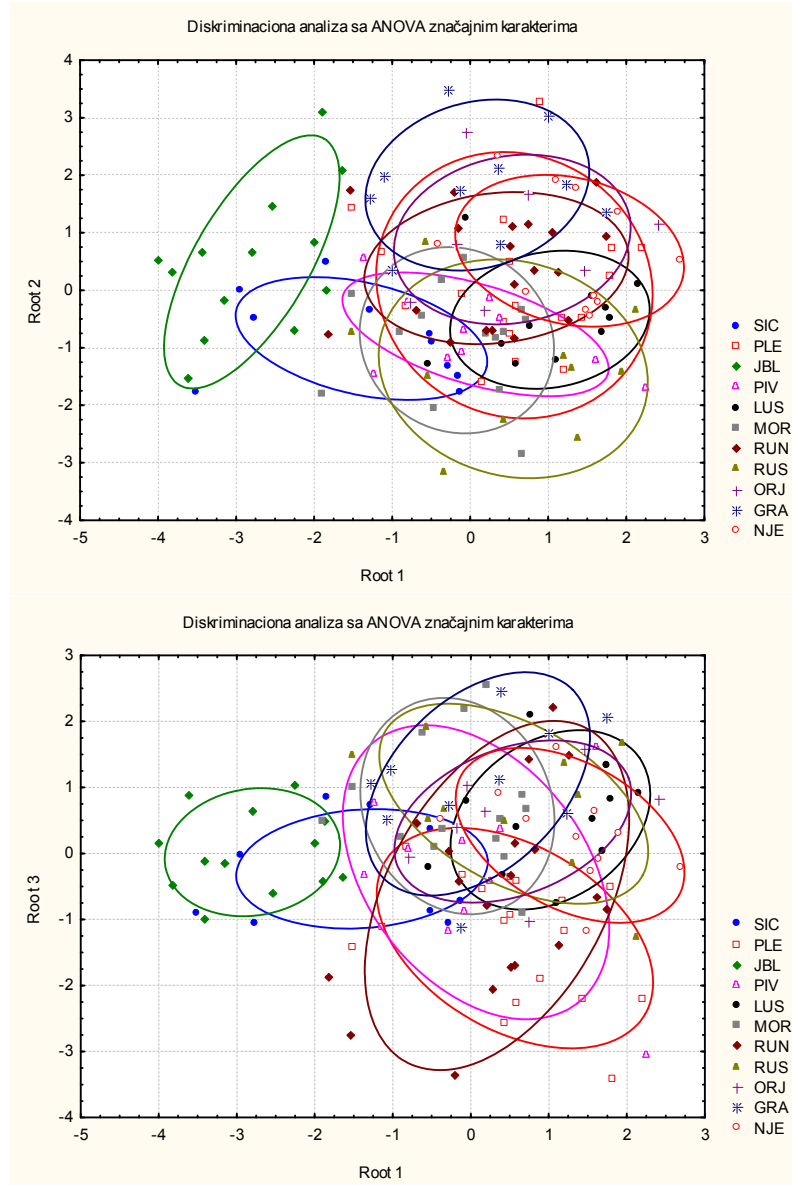 Diskriminaciona analiza sa ANOVA značajnim karakterima
4
3
2
1
0
-1
-2
-3
-4
Root 2
-5 -4 -3 -2 -1 0 1 2 3
Root 1
SIC
PLE
JBL
PIV
LUS
MOR
RUN
RUS
ORJ
GRA
NJE
Diskriminaciona analiza sa ANOVA značajnim karakterima
3
2
1
0
-1
-2
-3
-4
Root 3
-5 -4 -3 -2 -1 0 1 2 3
Root 1
SIC
PLE
JBL
PIV
LUS
MOR
RUN
RUS
ORJ
GRA
NJE